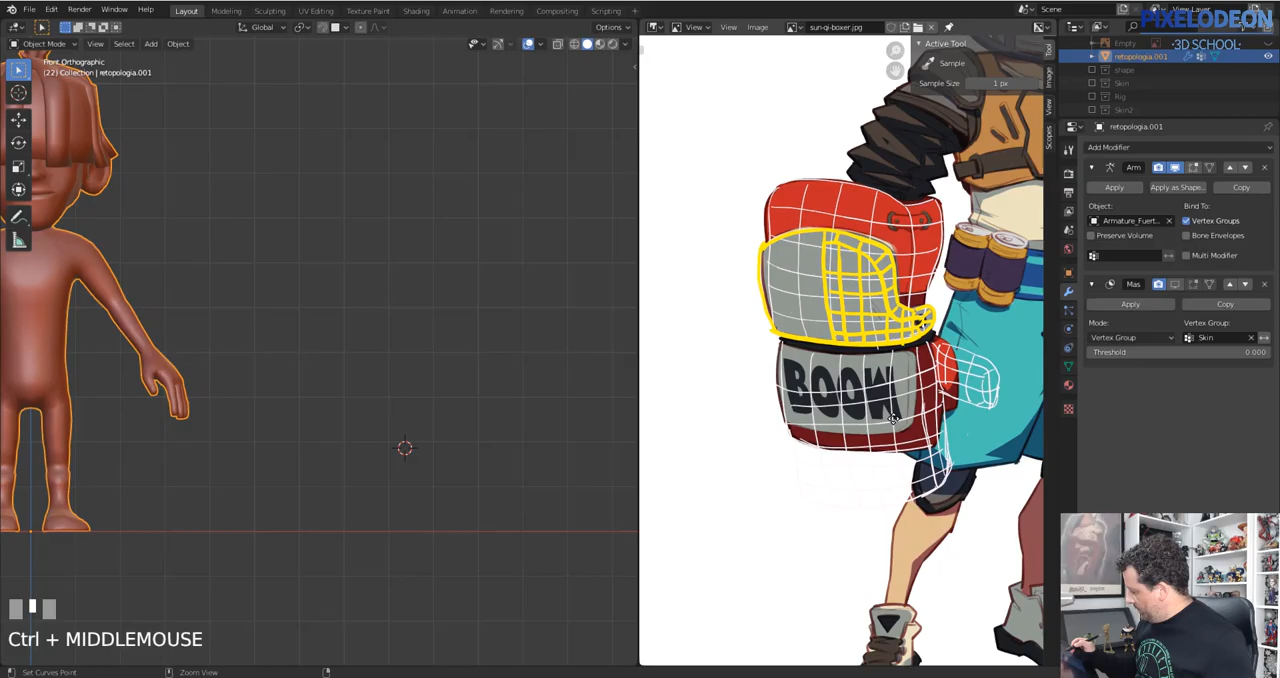 File Edit Render Window Help Layout Modeling Sculpting UV Editing Texture Paint Shading Animation Rendering Compositing Scripting + Scene View Layer
PIXELODEON
3D SCHOOL
Global Options View View Image sun-qi-boxer.jpg
Object Mode View Select Add Object
Front Orthographic
(22) Collection | retopologia.001
Active Tool
Sample
Sample Size 1 px
Tool
Image
View
Scopes
Empty
retopologia.001
shape
Skin
Rig
Skin2
retopologia.001
Add Modifier
Arm
Apply Apply as Shape... Copy
Object: Bind To:
Armature_Fuert... Vertex Groups
Preserve Volume Bone Envelopes
Multi Modifier
Mas
Apply Copy
Mode: Vertex Group:
Vertex Group Skin
Threshold 0.000
BOOM
Ctrl + MIDDLEMOUSE
Set Curves Point Zoom View